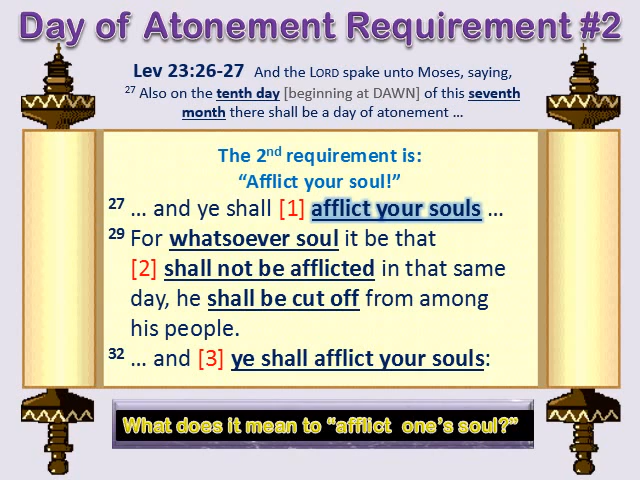 Day of Atonement Requirement #2
Lev 23:26-27 And the LORD spake unto Moses, saying,
27 Also on the tenth day [beginning at DAWN] of this seventh
month there shall be a day of atonement …
The 2nd requirement is:
“Afflict your soul!”
27 … and ye shall [1] afflict your souls …
29 For whatsoever soul it be that
[2] shall not be afflicted in that same
day, he shall be cut off from among
his people.
32 … and [3] ye shall afflict your souls:
What does it mean to “afflict one’s soul?”